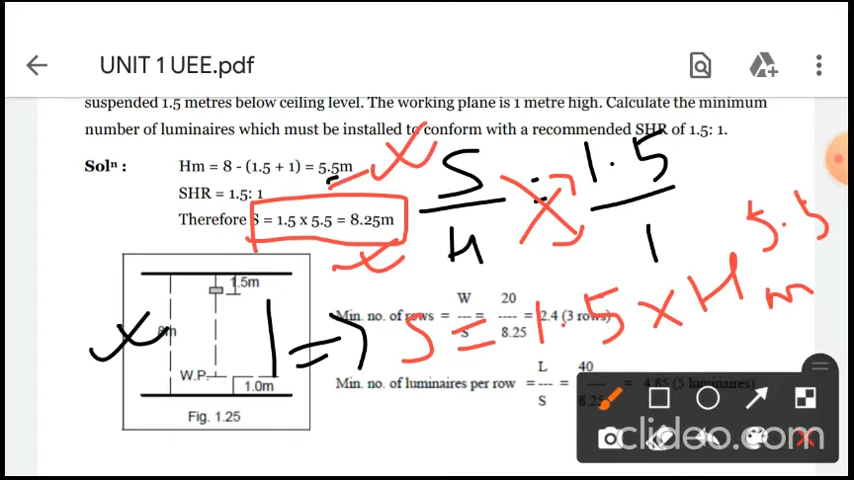 UNIT 1 UEE.pdf
suspended 1.5 metres below ceiling level. The working plane is 1 metre high. Calculate the minimum
number of luminaires which must be installed to conform with a recommended SHR of 1.5: 1.
Solⁿ : Hm = 8 - (1.5 + 1) = 5.5m
SHR = 1.5: 1
Therefore S = 1.5 x 5.5 = 8.25m
S/H = 1.5/1
5.5 m
S = 1.5 x H
1.5m
8m
1 =>
W.P.
1.0m
Fig. 1.25
Min. no. of rows = W/S = 20/8.25 = 2.4 (3 rows)
Min. no. of luminaires per row = L/S = 40/8.25 = 4.85 (5 luminaires)
clideo.com